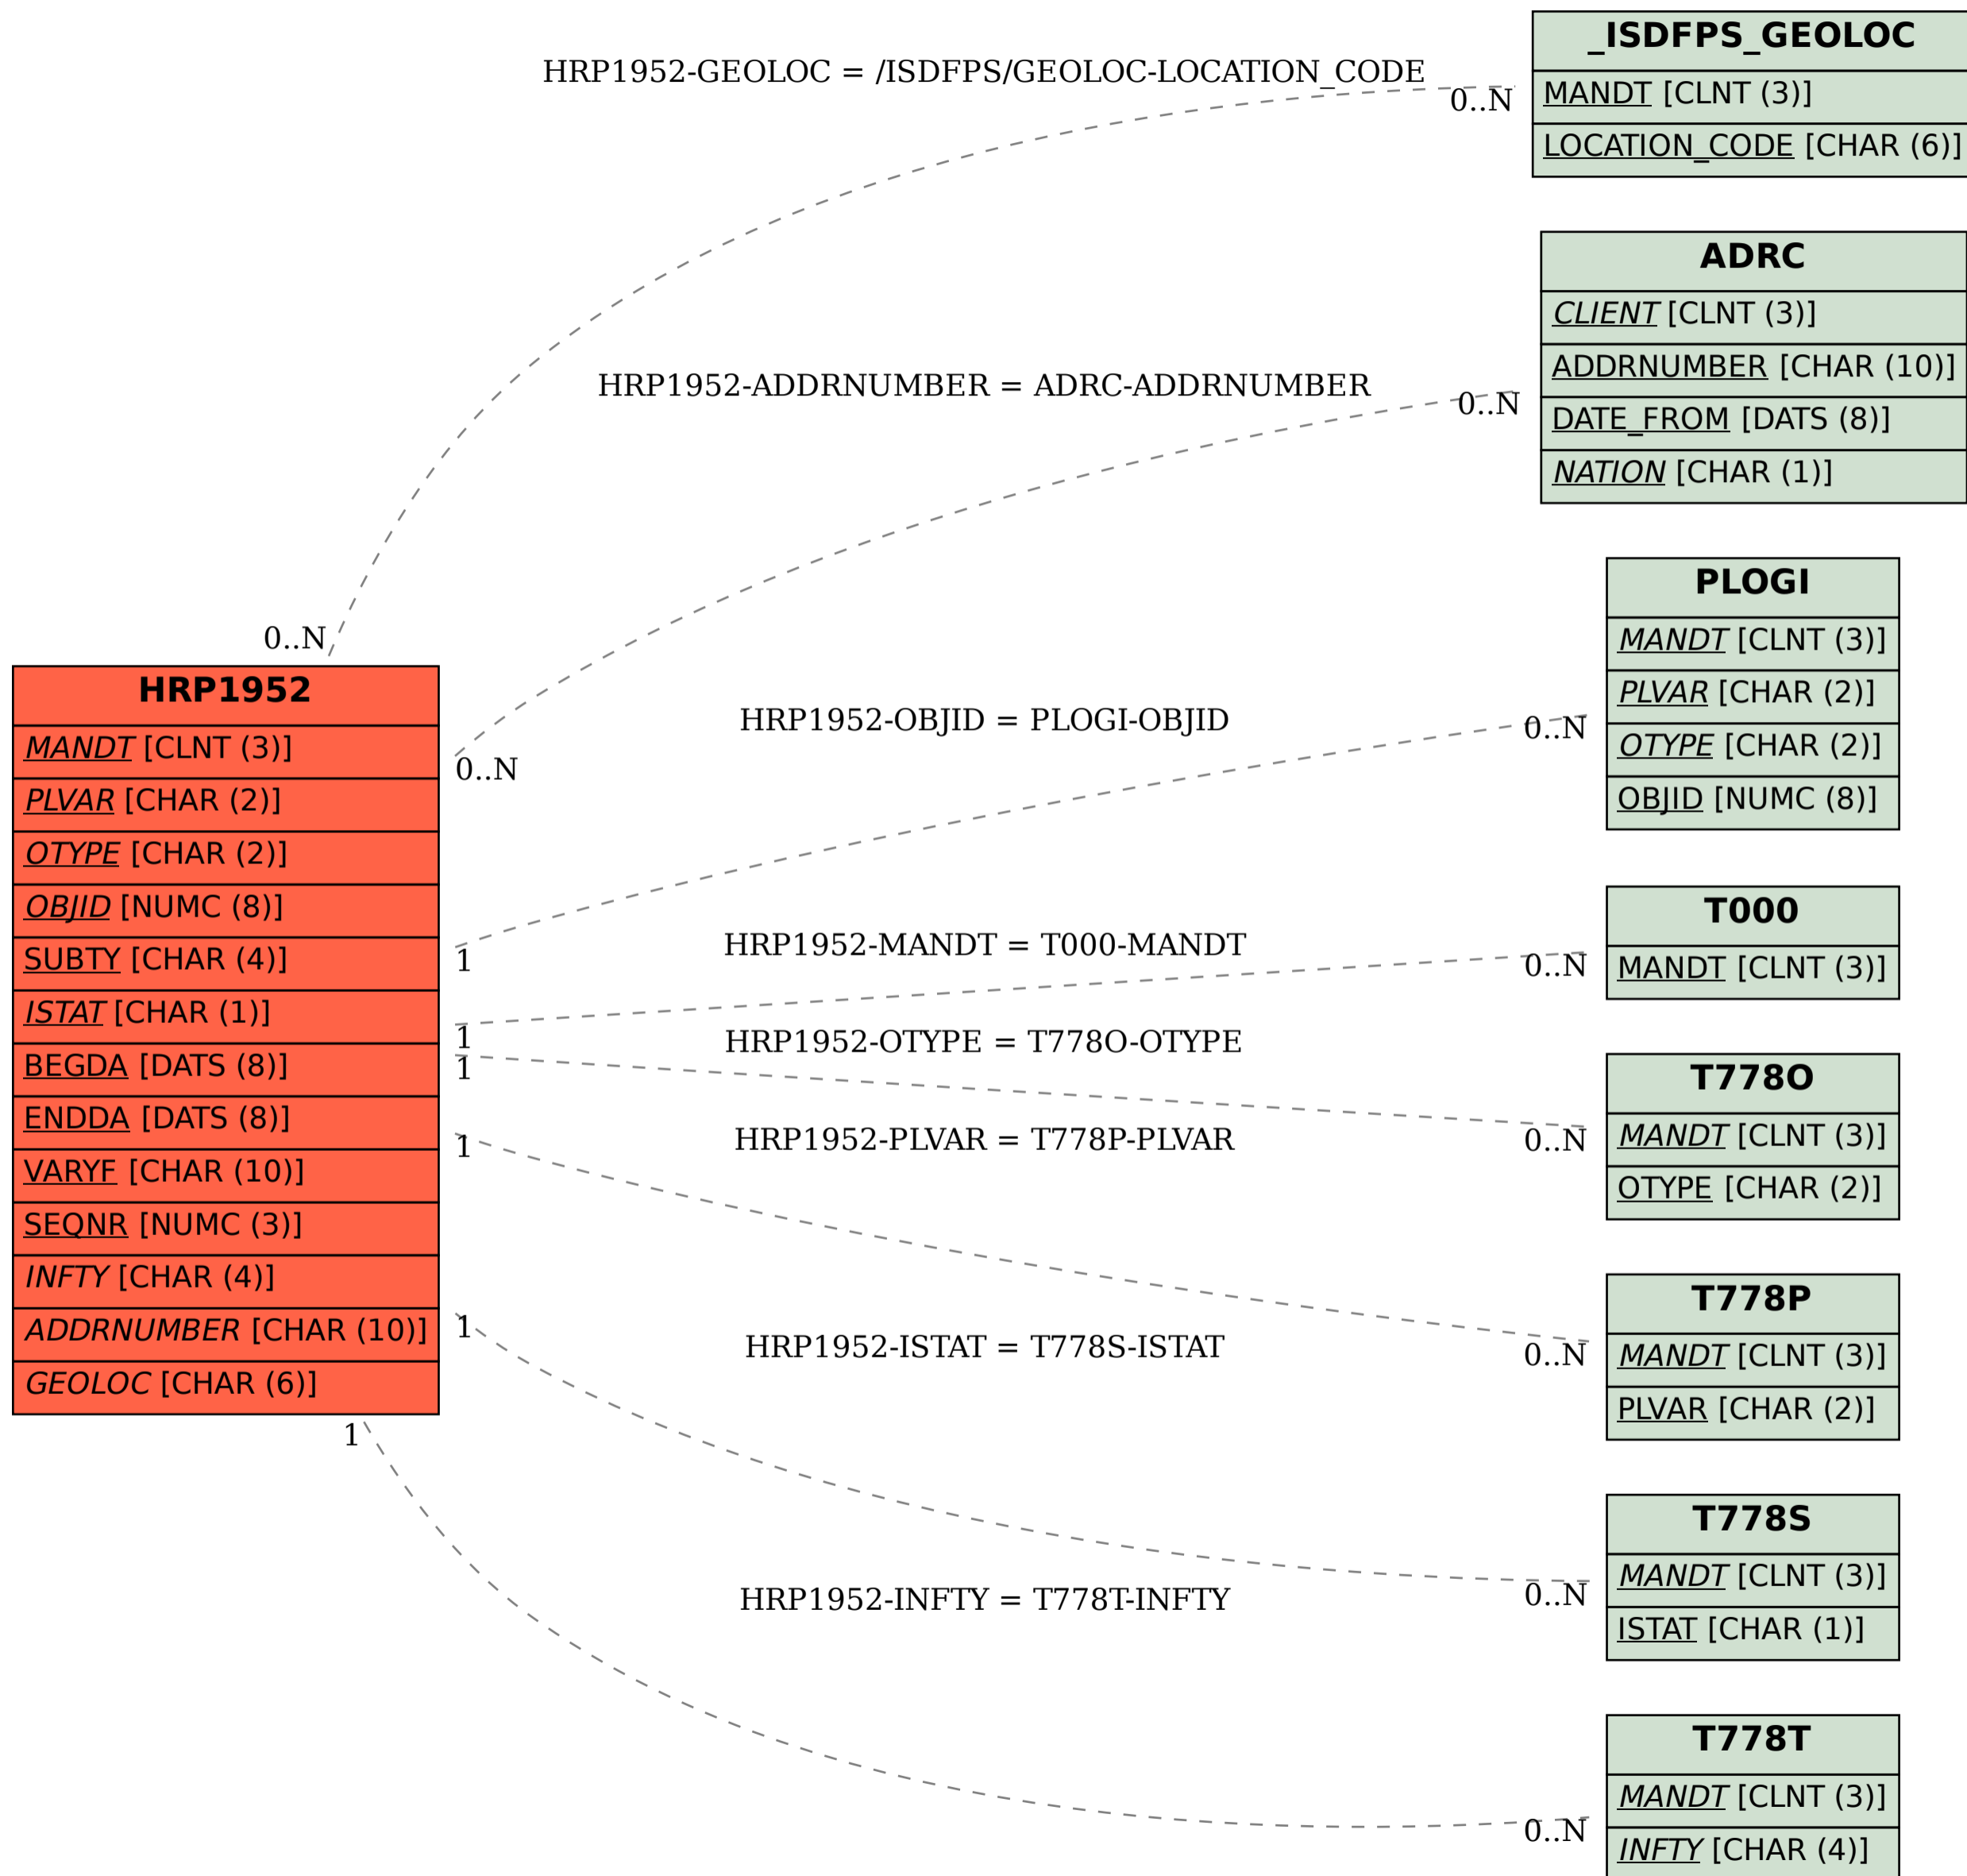 _ISDFPS_GEOLOC
MANDT [CLNT (3)]
LOCATION_CODE [CHAR (6)]
HRP1952-GEOLOC = /ISDFPS/GEOLOC-LOCATION_CODE
0..N
0..N
ADRC
CLIENT [CLNT (3)]
ADDRNUMBER [CHAR (10)]
DATE_FROM [DATS (8)]
NATION [CHAR (1)]
HRP1952-ADDRNUMBER = ADRC-ADDRNUMBER
0..N
0..N
HRP1952
MANDT [CLNT (3)]
PLVAR [CHAR (2)]
OTYPE [CHAR (2)]
OBJID [NUMC (8)]
SUBTY [CHAR (4)]
ISTAT [CHAR (1)]
BEGDA [DATS (8)]
ENDDA [DATS (8)]
VARYF [CHAR (10)]
SEQNR [NUMC (3)]
INFTY [CHAR (4)]
ADDRNUMBER [CHAR (10)]
GEOLOC [CHAR (6)]
PLOGI
MANDT [CLNT (3)]
PLVAR [CHAR (2)]
OTYPE [CHAR (2)]
OBJID [NUMC (8)]
HRP1952-OBJID = PLOGI-OBJID
0..N
1
T000
MANDT [CLNT (3)]
HRP1952-MANDT = T000-MANDT
0..N
1
T778O
MANDT [CLNT (3)]
OTYPE [CHAR (2)]
HRP1952-OTYPE = T778O-OTYPE
0..N
1
T778P
MANDT [CLNT (3)]
PLVAR [CHAR (2)]
HRP1952-PLVAR = T778P-PLVAR
0..N
1
T778S
MANDT [CLNT (3)]
ISTAT [CHAR (1)]
HRP1952-ISTAT = T778S-ISTAT
0..N
1
T778T
MANDT [CLNT (3)]
INFTY [CHAR (4)]
HRP1952-INFTY = T778T-INFTY
0..N
1